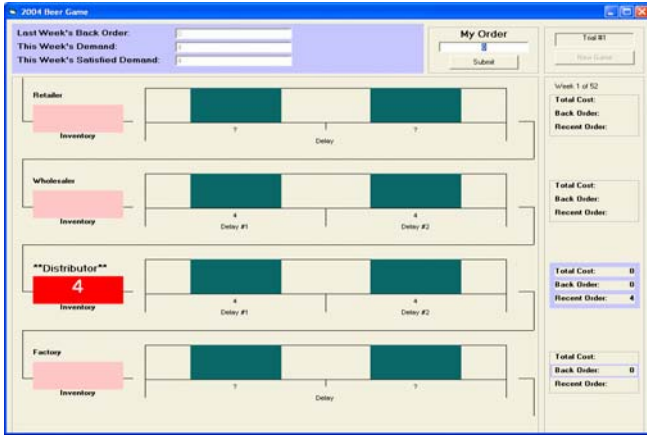 2004 Beer Game
Last Week's Back Order:
This Week's Demand:
This Week's Satisfied Demand:
My Order
0
Submit
Trial #1
New Game
Week 1 of 52
Retailer
Inventory
? ?
Delay
Total Cost:
Back Order:
Recent Order:
Wholesaler
Inventory
4 4
Delay #1 Delay #2
Total Cost:
Back Order:
Recent Order:
**Distributor**
4
Inventory
4 4
Delay #1 Delay #2
Total Cost: 0
Back Order: 0
Recent Order: 4
Factory
Inventory
? ?
Delay
Total Cost:
Back Order: 0
Recent Order: